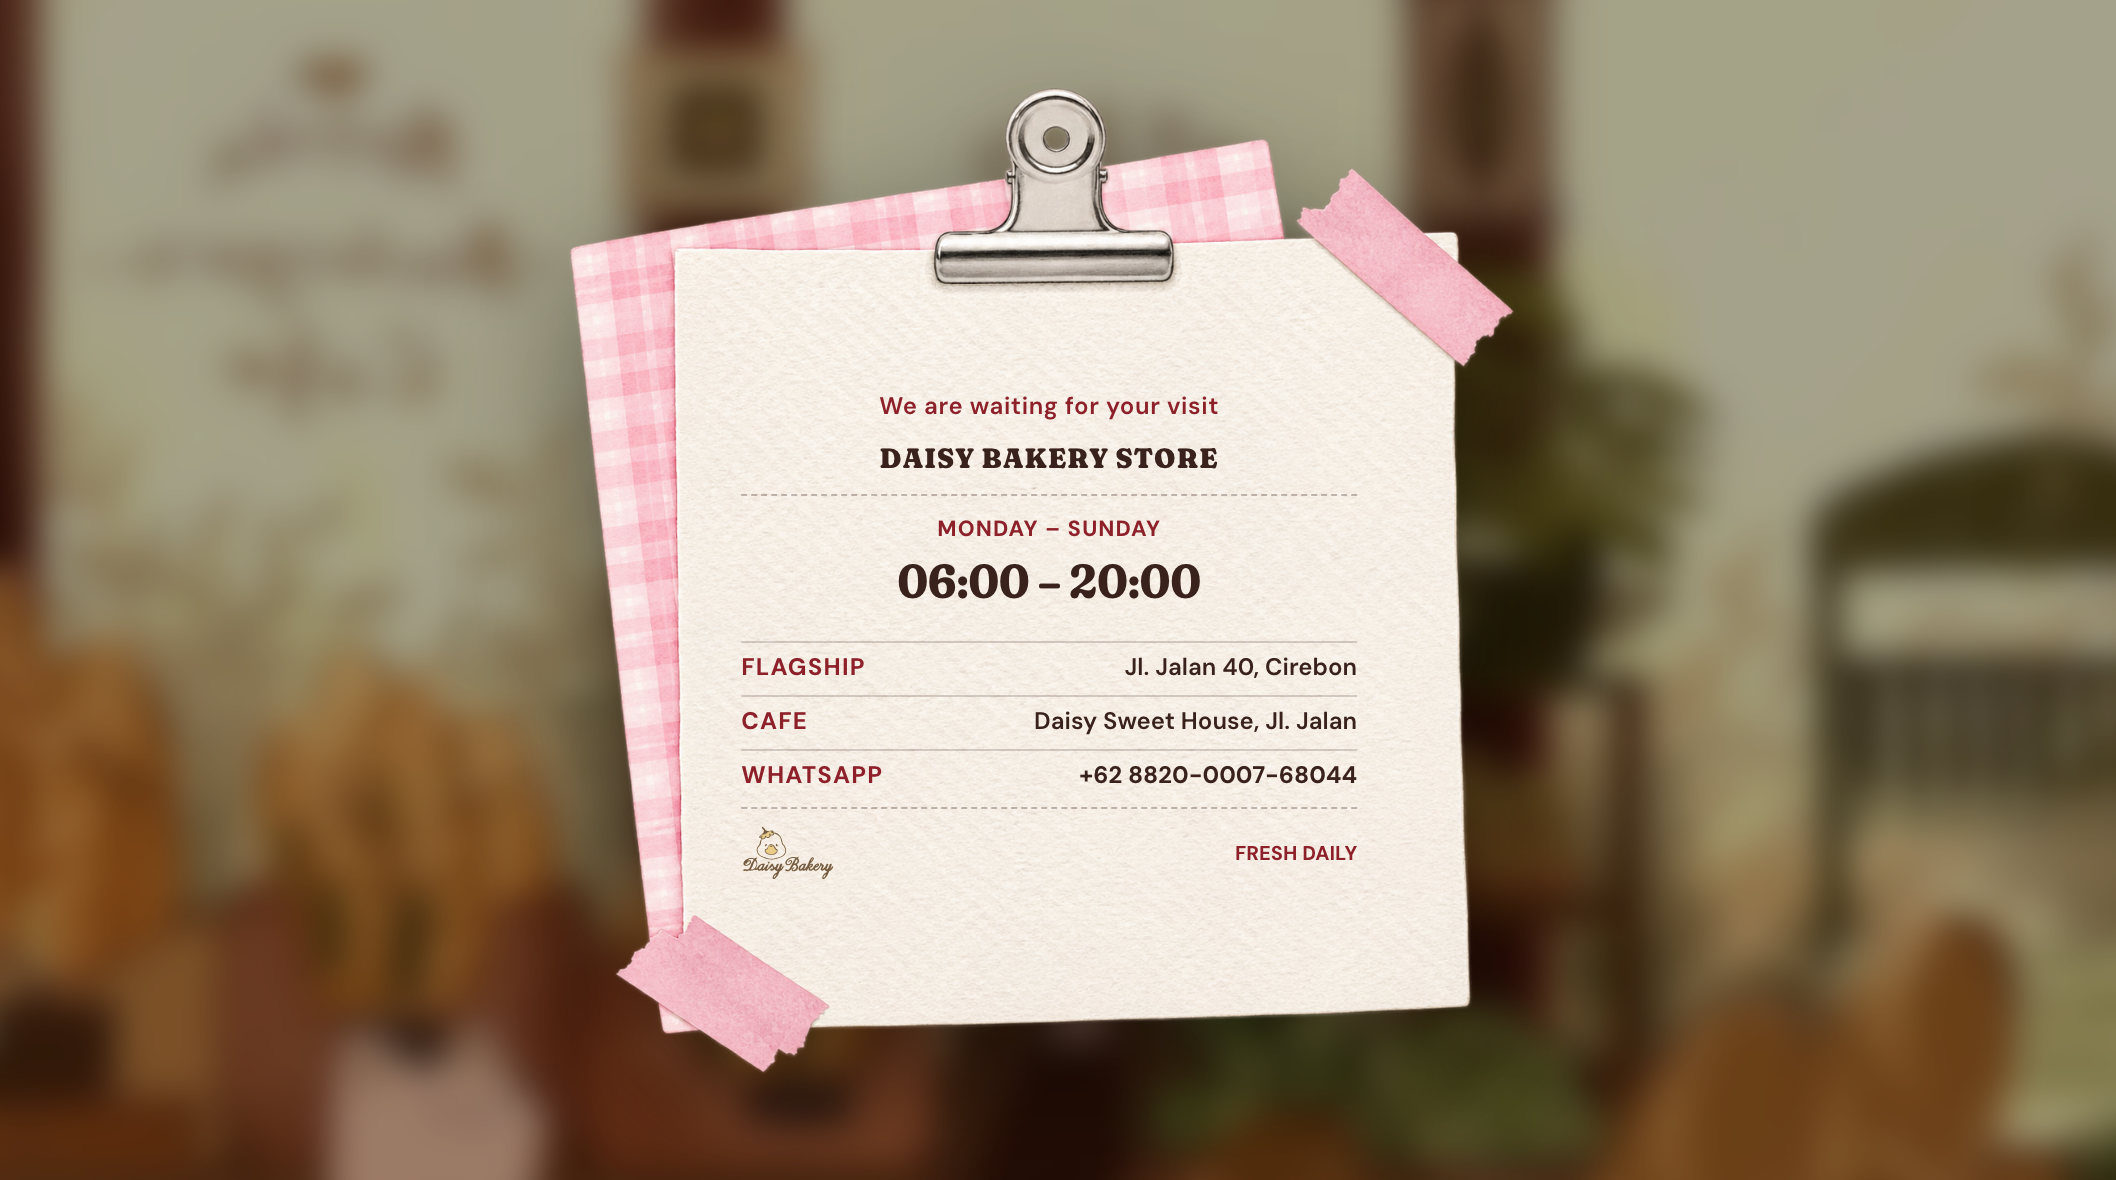 We are waiting for your visit
DAISY BAKERY STORE
MONDAY – SUNDAY
06:00 – 20:00
FLAGSHIP Jl. Jalan 40, Cirebon
CAFE Daisy Sweet House, Jl. Jalan
WHATSAPP +62 8820-0007-68044
Daisy Bakery FRESH DAILY